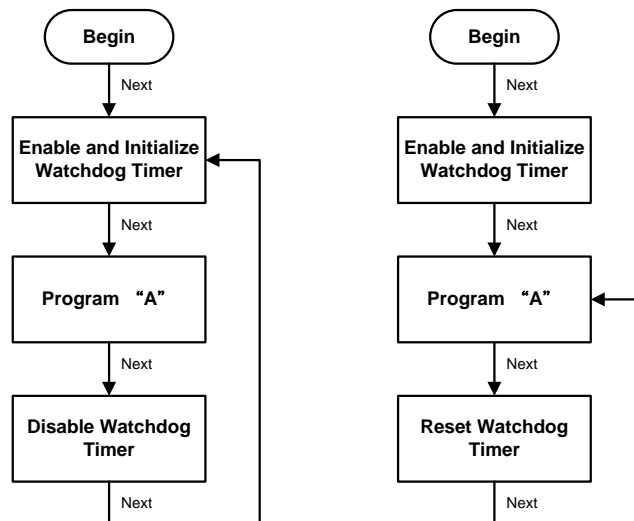 Begin
Next
Enable and Initialize
Watchdog Timer
Next
Program “A”
Next
Disable Watchdog
Timer
Next
Begin
Next
Enable and Initialize
Watchdog Timer
Next
Program “A”
Next
Reset Watchdog
Timer
Next